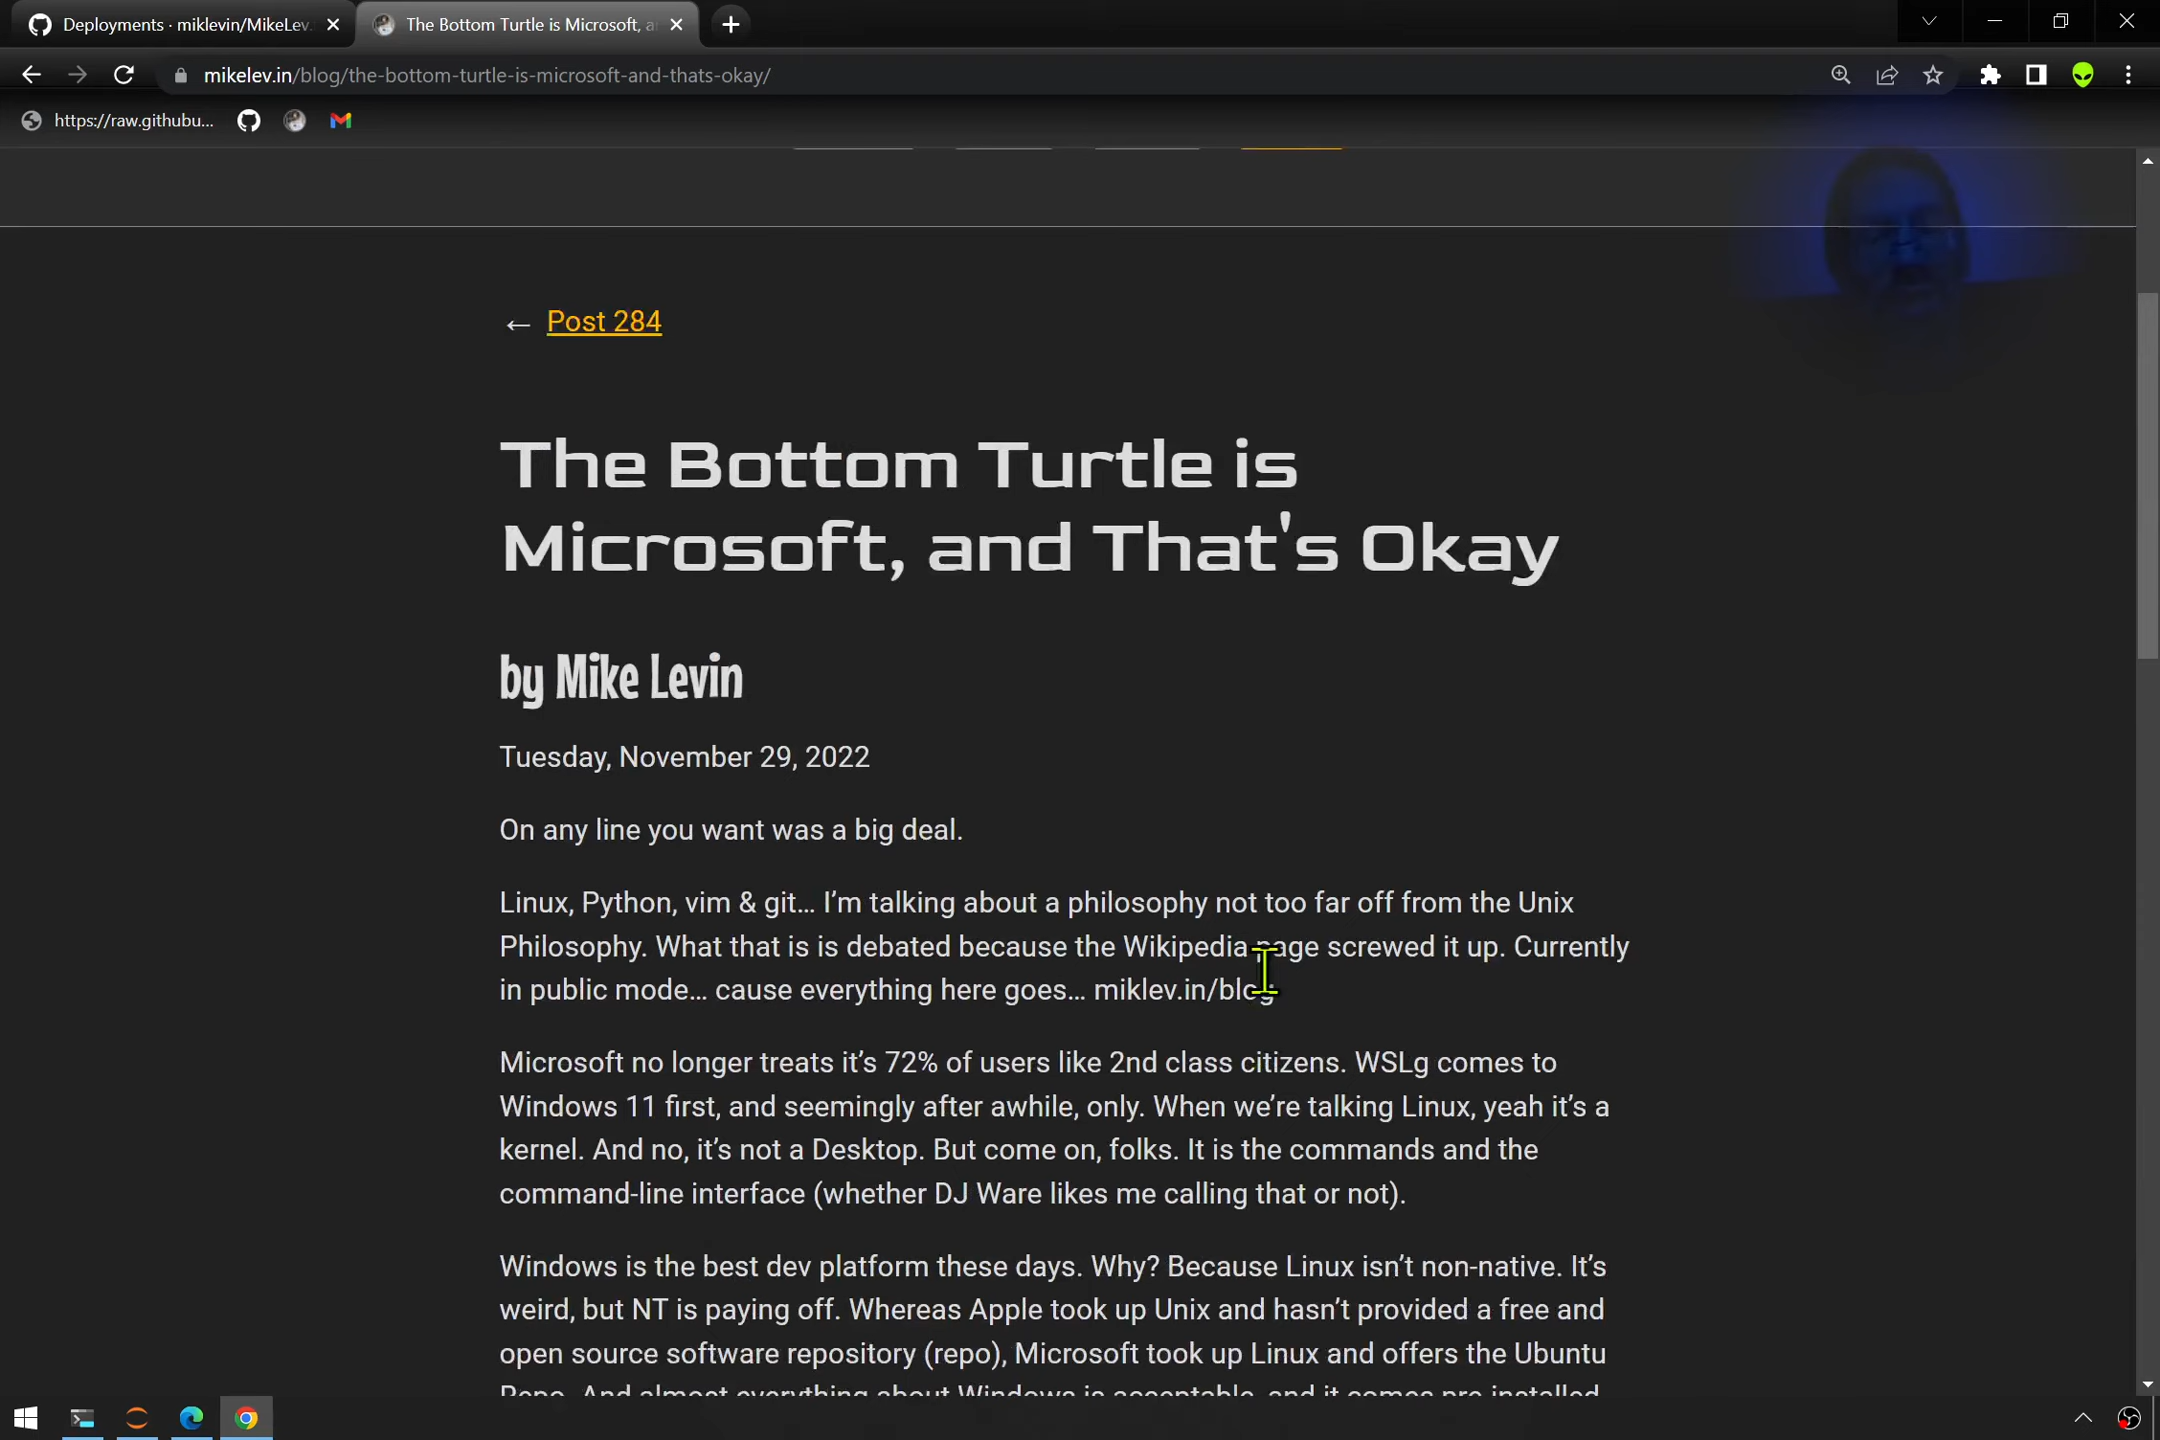 Deployments · miklevin/MikeLev.
The Bottom Turtle is Microsoft, a
mikelev.in/blog/the-bottom-turtle-is-microsoft-and-thats-okay/
https://raw.githubu...
← Post 284
The Bottom Turtle is
Microsoft, and That's Okay
by Mike Levin
Tuesday, November 29, 2022
On any line you want was a big deal.
Linux, Python, vim & git… I’m talking about a philosophy not too far off from the Unix
Philosophy. What that is is debated because the Wikipedia page screwed it up. Currently
in public mode… cause everything here goes… miklev.in/blog
Microsoft no longer treats it’s 72% of users like 2nd class citizens. WSLg comes to
Windows 11 first, and seemingly after awhile, only. When we’re talking Linux, yeah it’s a
kernel. And no, it’s not a Desktop. But come on, folks. It is the commands and the
command-line interface (whether DJ Ware likes me calling that or not).
Windows is the best dev platform these days. Why? Because Linux isn’t non-native. It’s
weird, but NT is paying off. Whereas Apple took up Unix and hasn’t provided a free and
open source software repository (repo), Microsoft took up Linux and offers the Ubuntu
Repo. And almost everything about Windows is acceptable, and it comes pre-installed